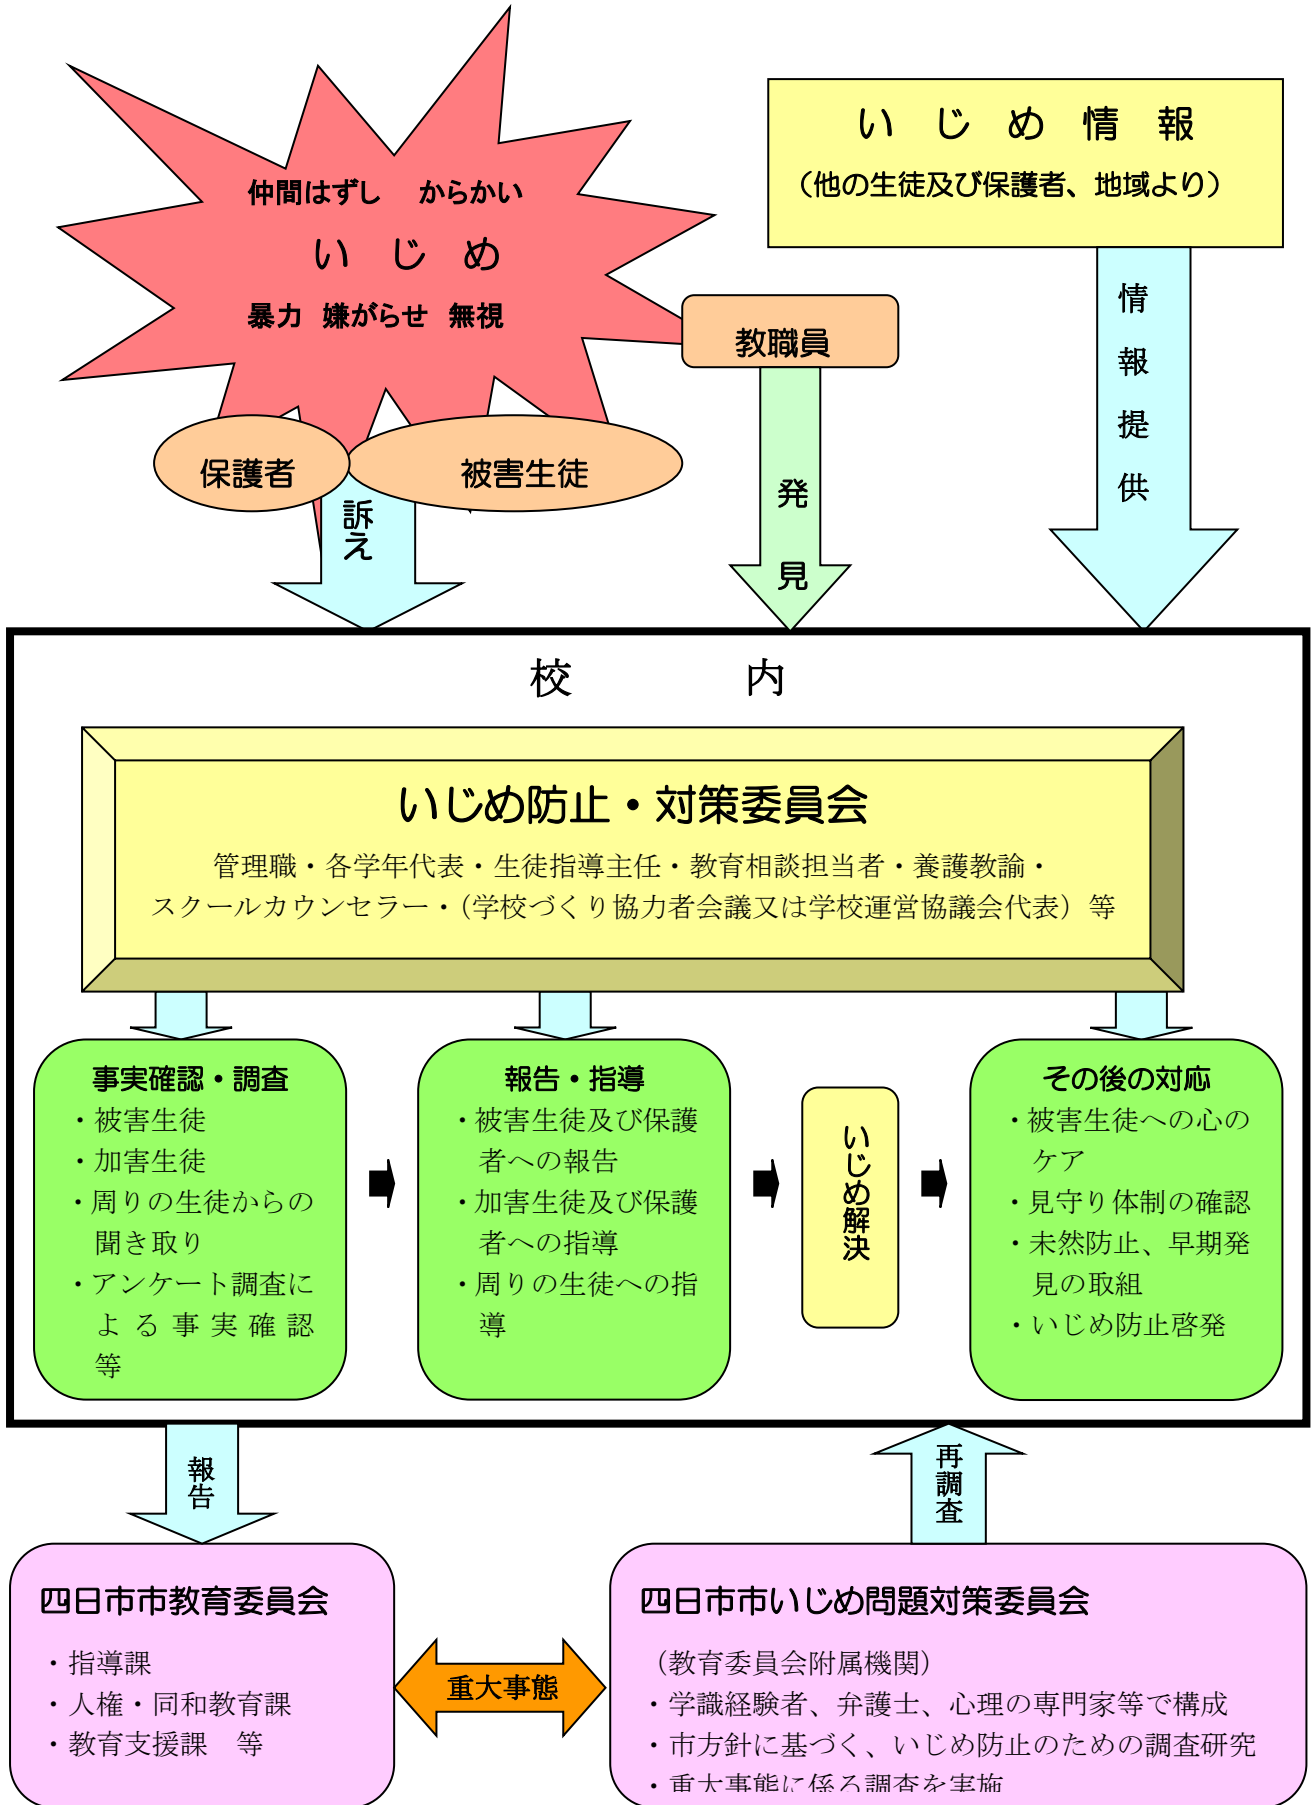 仲間はずし　からかい
い　じ　め
暴力　嫌がらせ　無視
い　じ　め　情　報
（他の生徒及び保護者、地域より）
教職員
保護者
被害生徒
訴え
発見
情報提供
校　内
いじめ防止・対策委員会
管理職・各学年代表・生徒指導主任・教育相談担当者・養護教諭・
スクールカウンセラー・（学校づくり協力者会議又は学校運営協議会代表）等
事実確認・調査
・被害生徒
・加害生徒
・周りの生徒からの
聞き取り
・アンケート調査に
よる事実確認
等
報告・指導
・被害生徒及び保護
者への報告
・加害生徒及び保護
者への指導
・周りの生徒への指
導
いじめ解決
その後の対応
・被害生徒への心の
ケア
・見守り体制の確認
・未然防止、早期発
見の取組
・いじめ防止啓発
報告
再調査
四日市市教育委員会
・指導課
・人権・同和教育課
・教育支援課　等
重大事態
四日市市いじめ問題対策委員会
（教育委員会附属機関）
・学識経験者、弁護士、心理の専門家等で構成
・市方針に基づく、いじめ防止のための調査研究
・重大事態に係る調査を実施